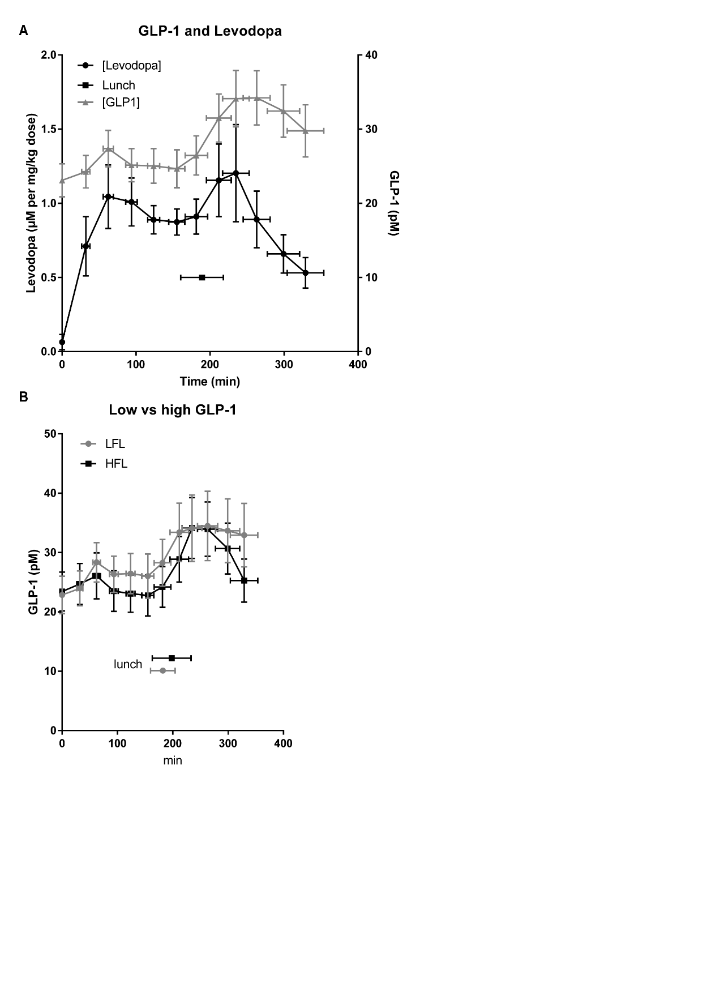 A
GLP-1 and Levodopa
[Levodopa]
Lunch
[GLP1]
2.0
1.5
1.0
0.5
0.0
40
30
20
10
0
Levodopa (µM per mg/kg dose)
GLP-1 (pM)
0 100 200 300 400
Time (min)
B
Low vs high GLP-1
LFL
HFL
50
40
30
20
10
0
GLP-1 (pM)
lunch
0 100 200 300 400
min